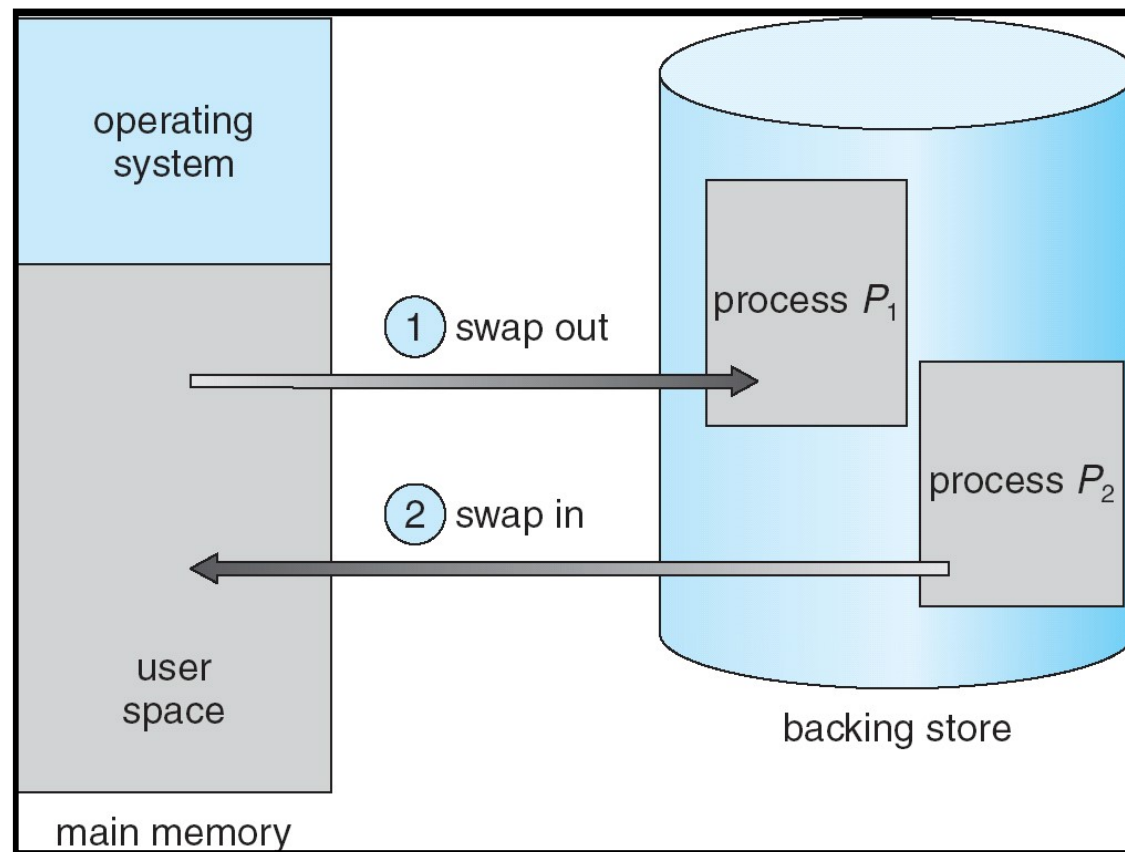 operating
system
process P₁
1 swap out
process P₂
2 swap in
user
space
backing store
main memory